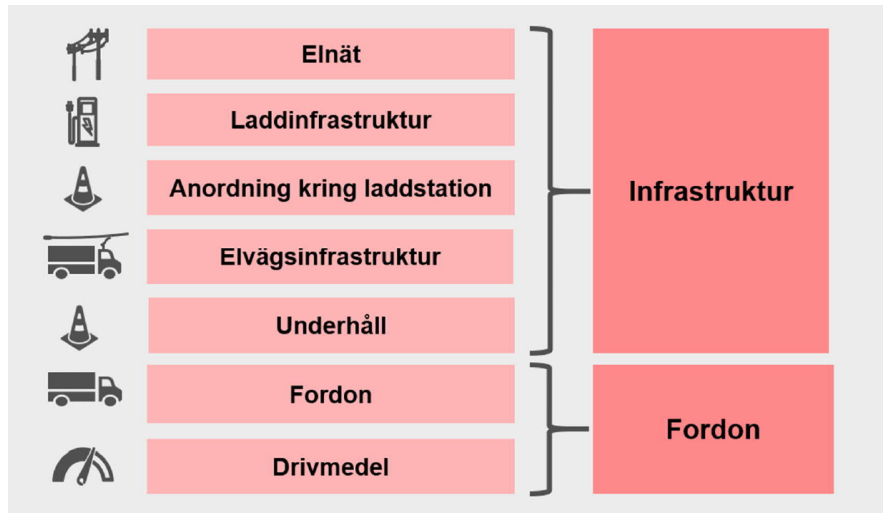 Elnät
Laddinfrastruktur
Anordning kring laddstation
Elvägsinfrastruktur
Underhåll
Infrastruktur
Fordon
Drivmedel
Fordon